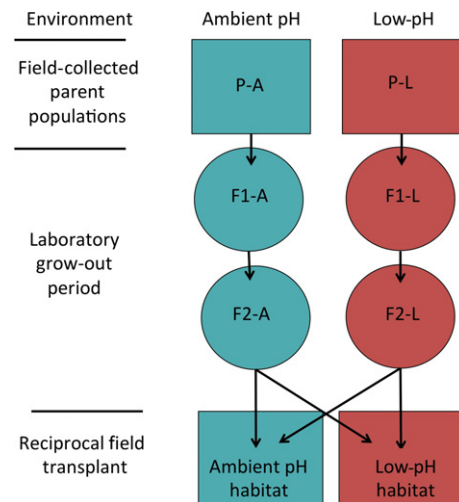 Environment
Ambient pH
Low-pH
Field-collected
parent
populations
P-A
P-L
F1-A
F1-L
Laboratory
grow-out
period
F2-A
F2-L
Reciprocal field
transplant
Ambient pH
habitat
Low-pH
habitat